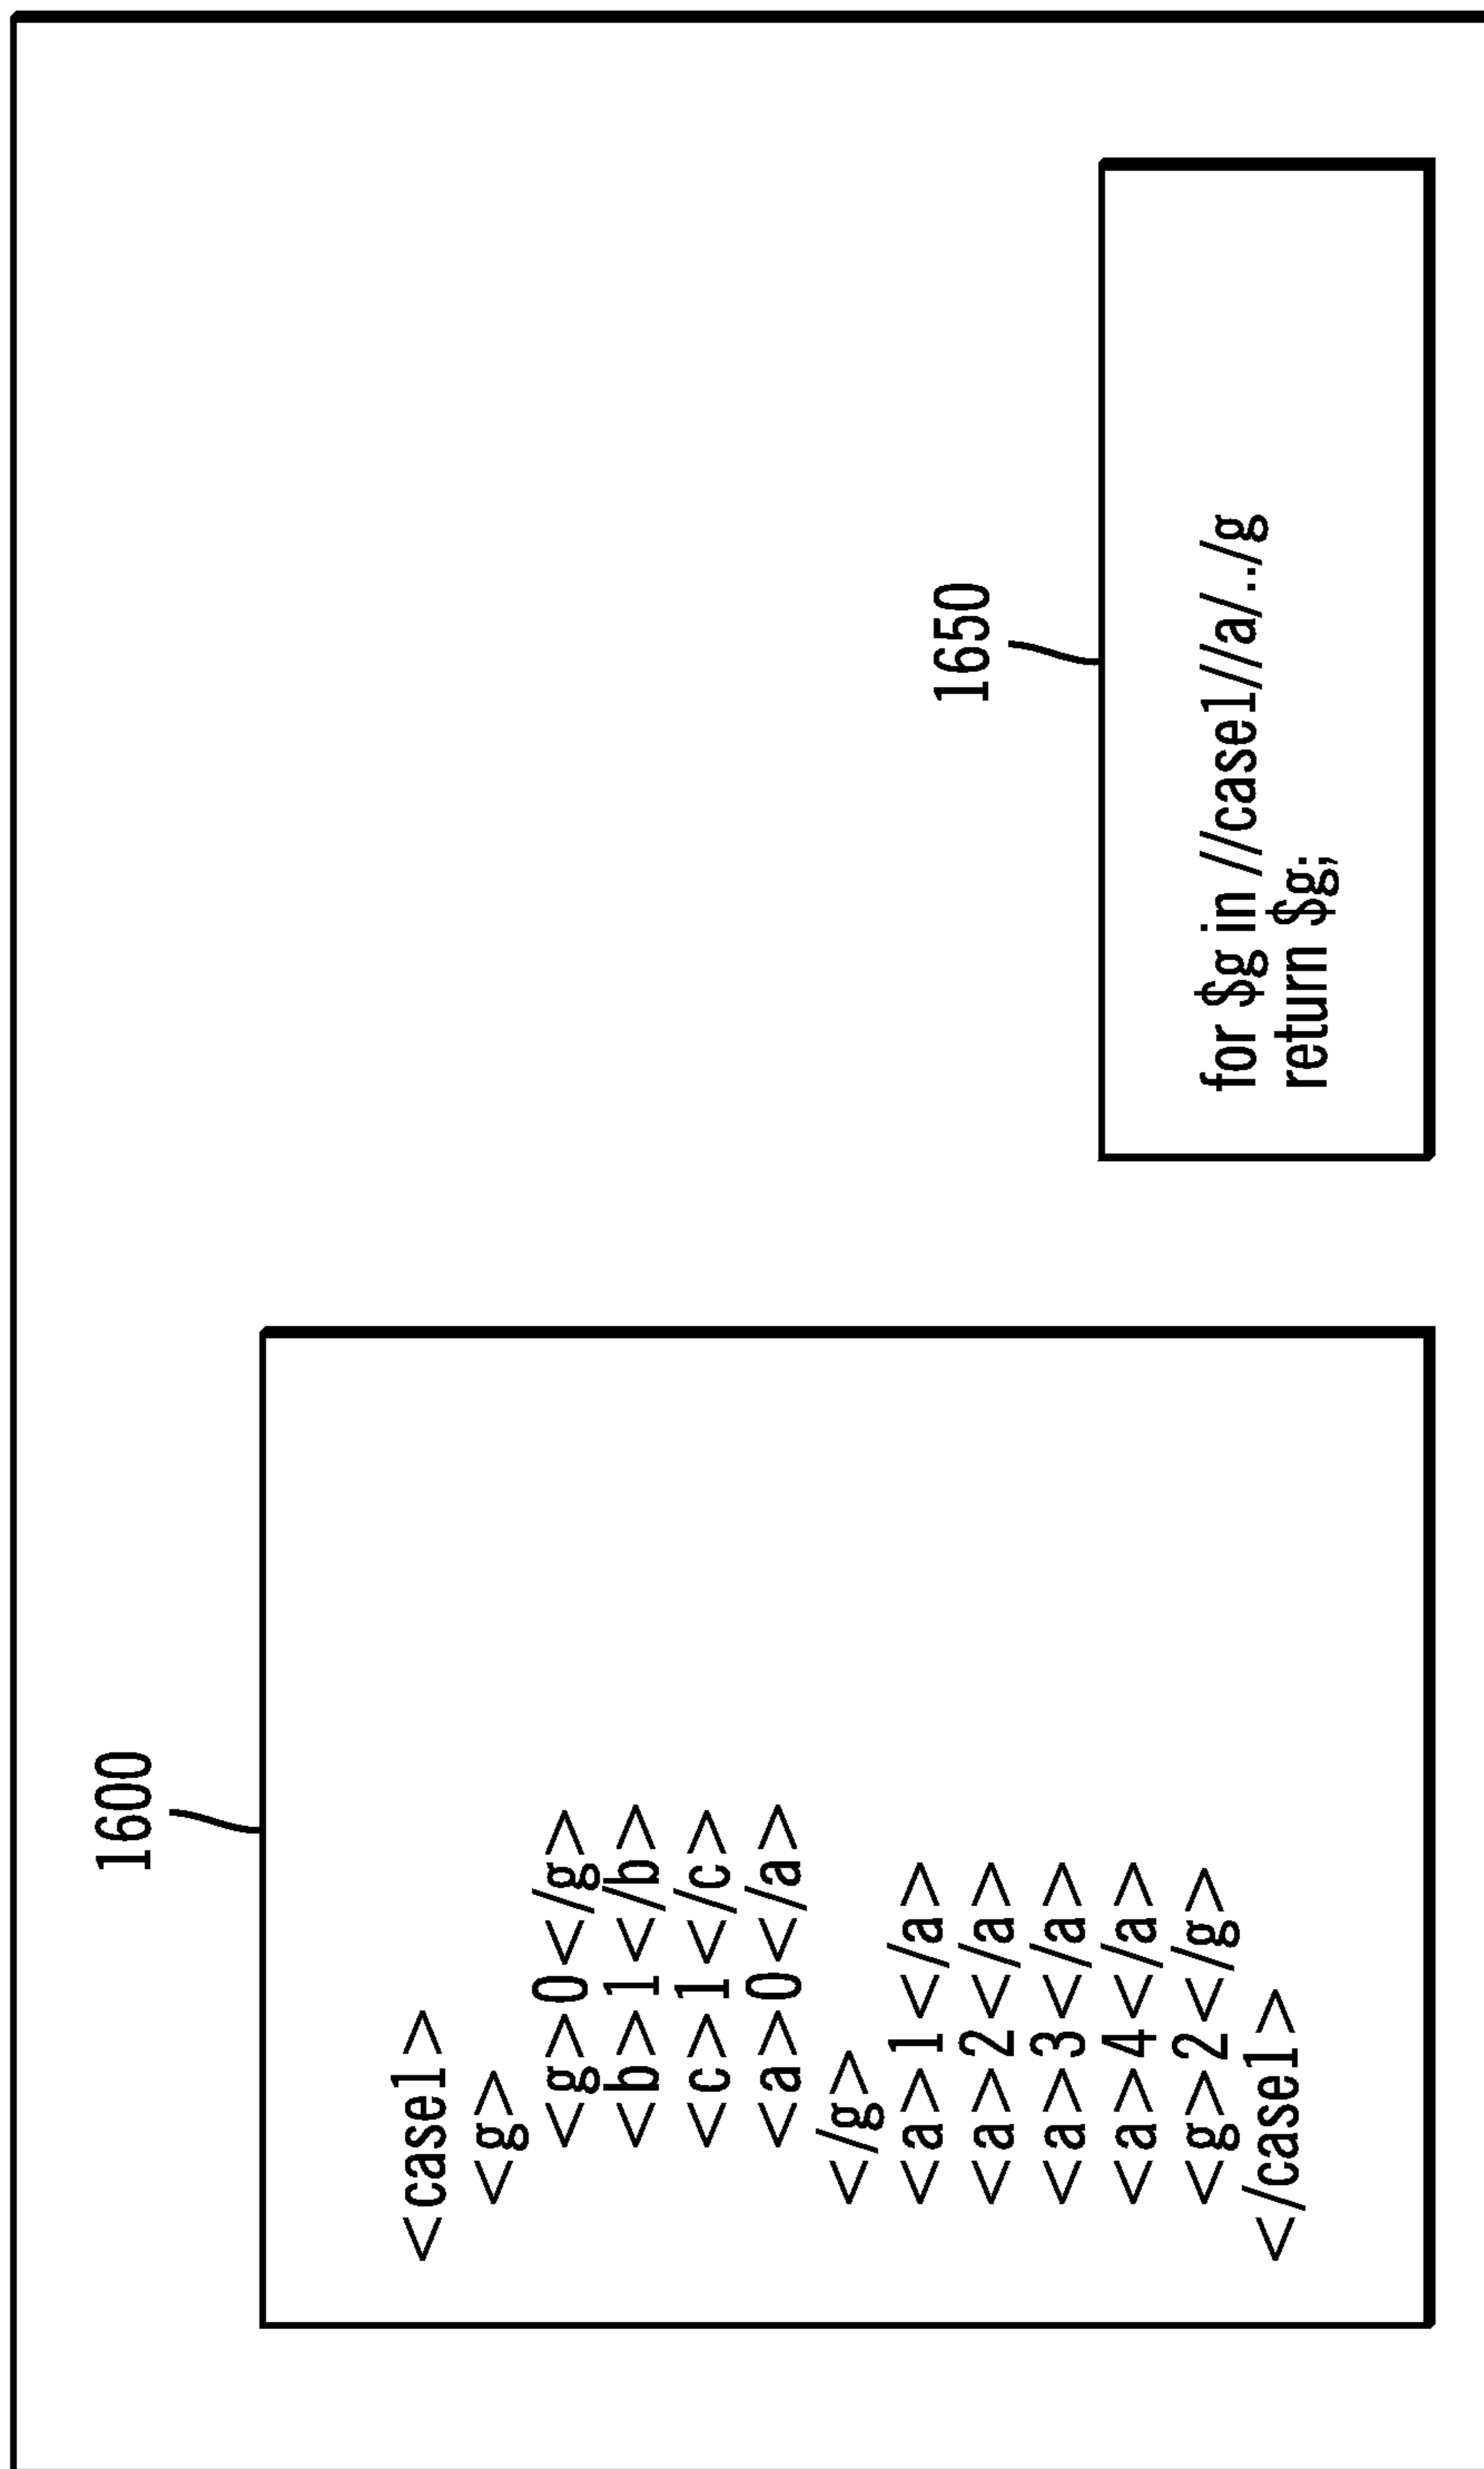 1600
<case1>
<g>
<g>0</g>
<b>1</b>
<c>1</c>
<a>0</a>
</g>
<a>1</a>
<a>2</a>
<a>3</a>
<a>4</a>
<g>2</g>
</case1>
1650
for $g in //case1//a/../g
return $g;